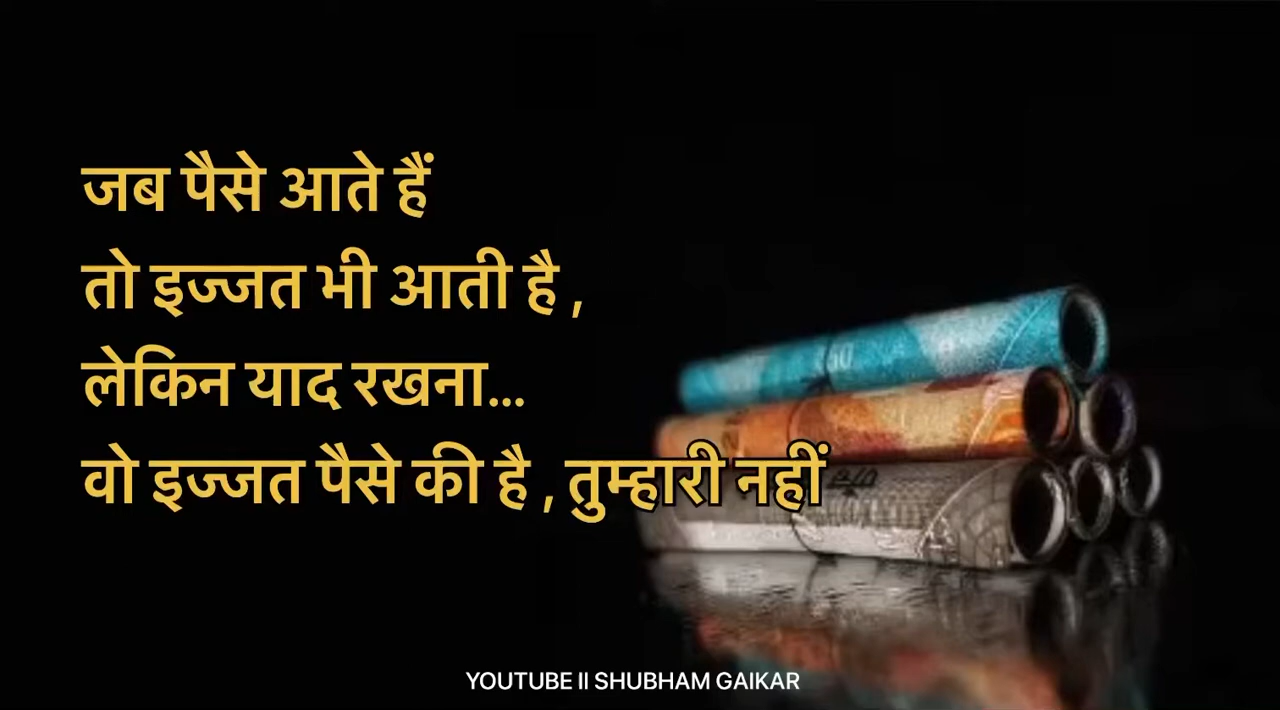 जब पैसे आते हैं
तो इज्जत भी आती है ,
लेकिन याद रखना...
वो इज्जत पैसे की है , तुम्हारी नहीं
YOUTUBE II SHUBHAM GAIKAR